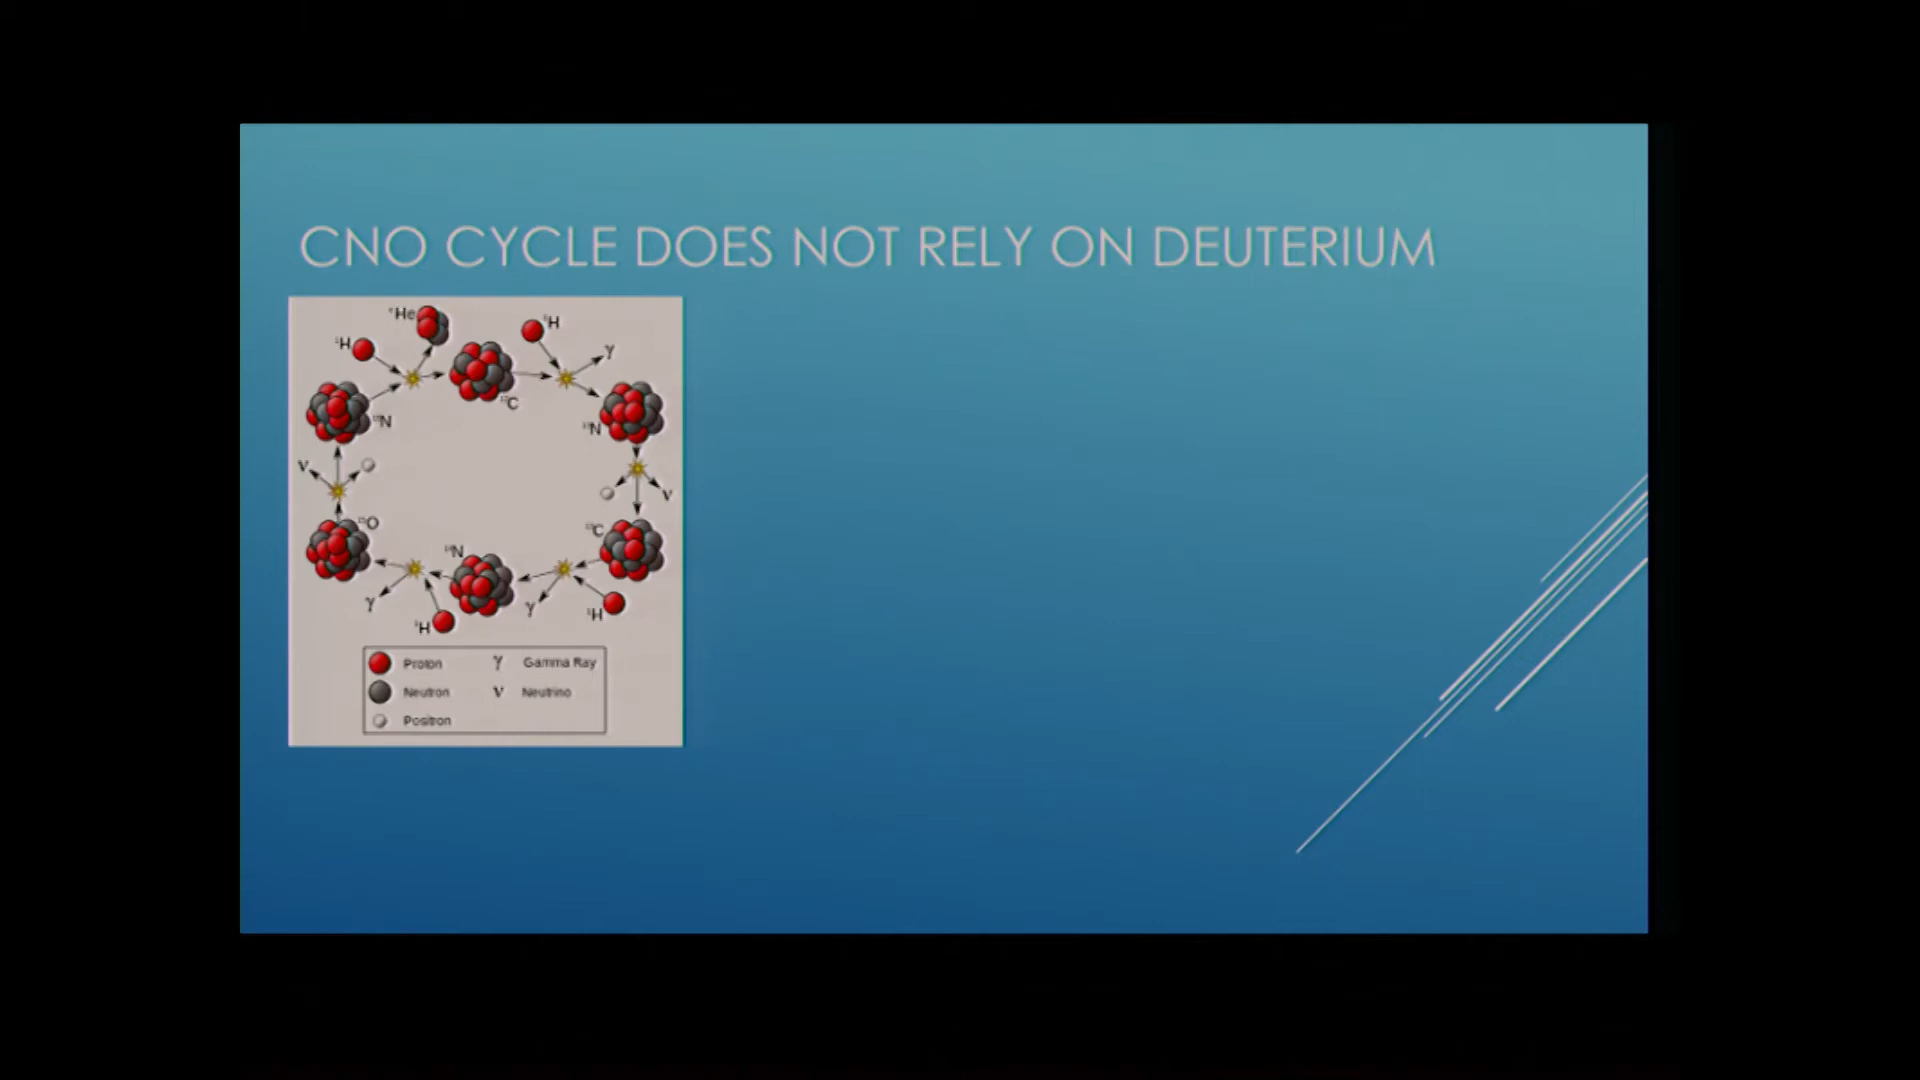 CNO CYCLE DOES NOT RELY ON DEUTERIUM
⁴He
¹H
¹H
γ
¹²C
¹⁵N
¹³N
ν
ν
¹⁵O
¹³C
¹⁴N
γ
γ
¹H
¹H
Proton γ Gamma Ray
Neutron ν Neutrino
Positron